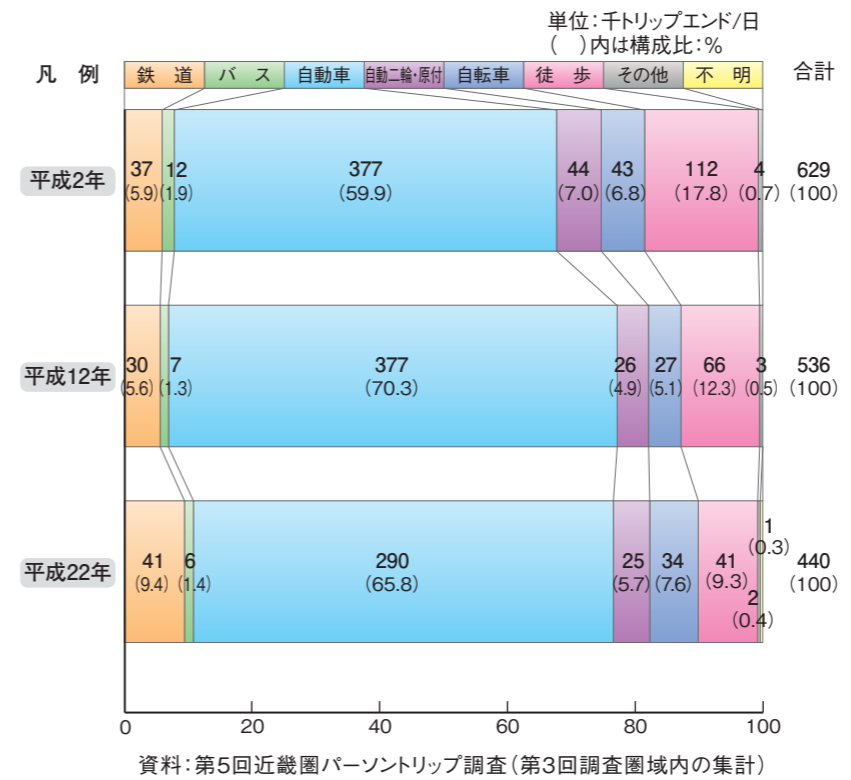 単位：千トリップエンド/日
(　)内は構成比：%
凡 例 鉄 道 バ ス 自動車 自動二輪・原付 自転車 徒 歩 その他 不 明 合計
平成2年 37 12 377 44 43 112 4 629
(5.9) (1.9) (59.9) (7.0) (6.8) (17.8) (0.7) (100)
平成12年 30 7 377 26 27 66 3 536
(5.6) (1.3) (70.3) (4.9) (5.1) (12.3) (0.5) (100)
1
(0.3)
平成22年 41 6 290 25 34 41 440
(9.4) (1.4) (65.8) (5.7) (7.6) (9.3) (100)
2
(0.4)
0 20 40 60 80 100
資料：第5回近畿圏パーソントリップ調査(第3回調査圏域内の集計)